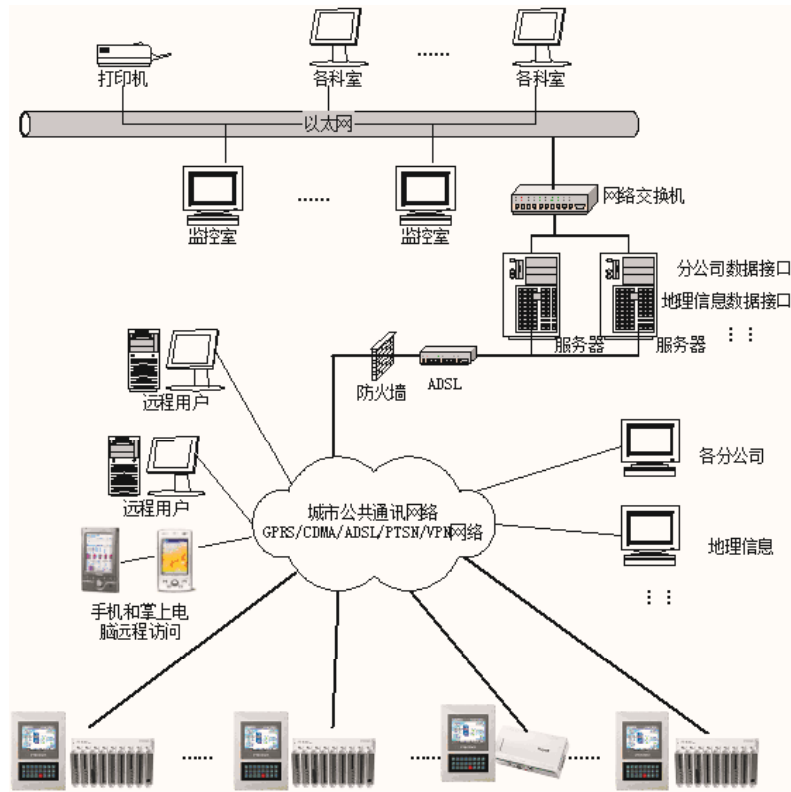 打印机
各科室
……
各科室
以太网
监控室
……
监控室
网络交换机
分公司数据接口
地理信息数据接口
服务器
服务器
防火墙
ADSL
远程用户
远程用户
各分公司
城市公共通讯网络
GPRS/CDMA/ADSL/PTSN/VPN网络
地理信息
手机和掌上电
脑远程访问
……
……
……